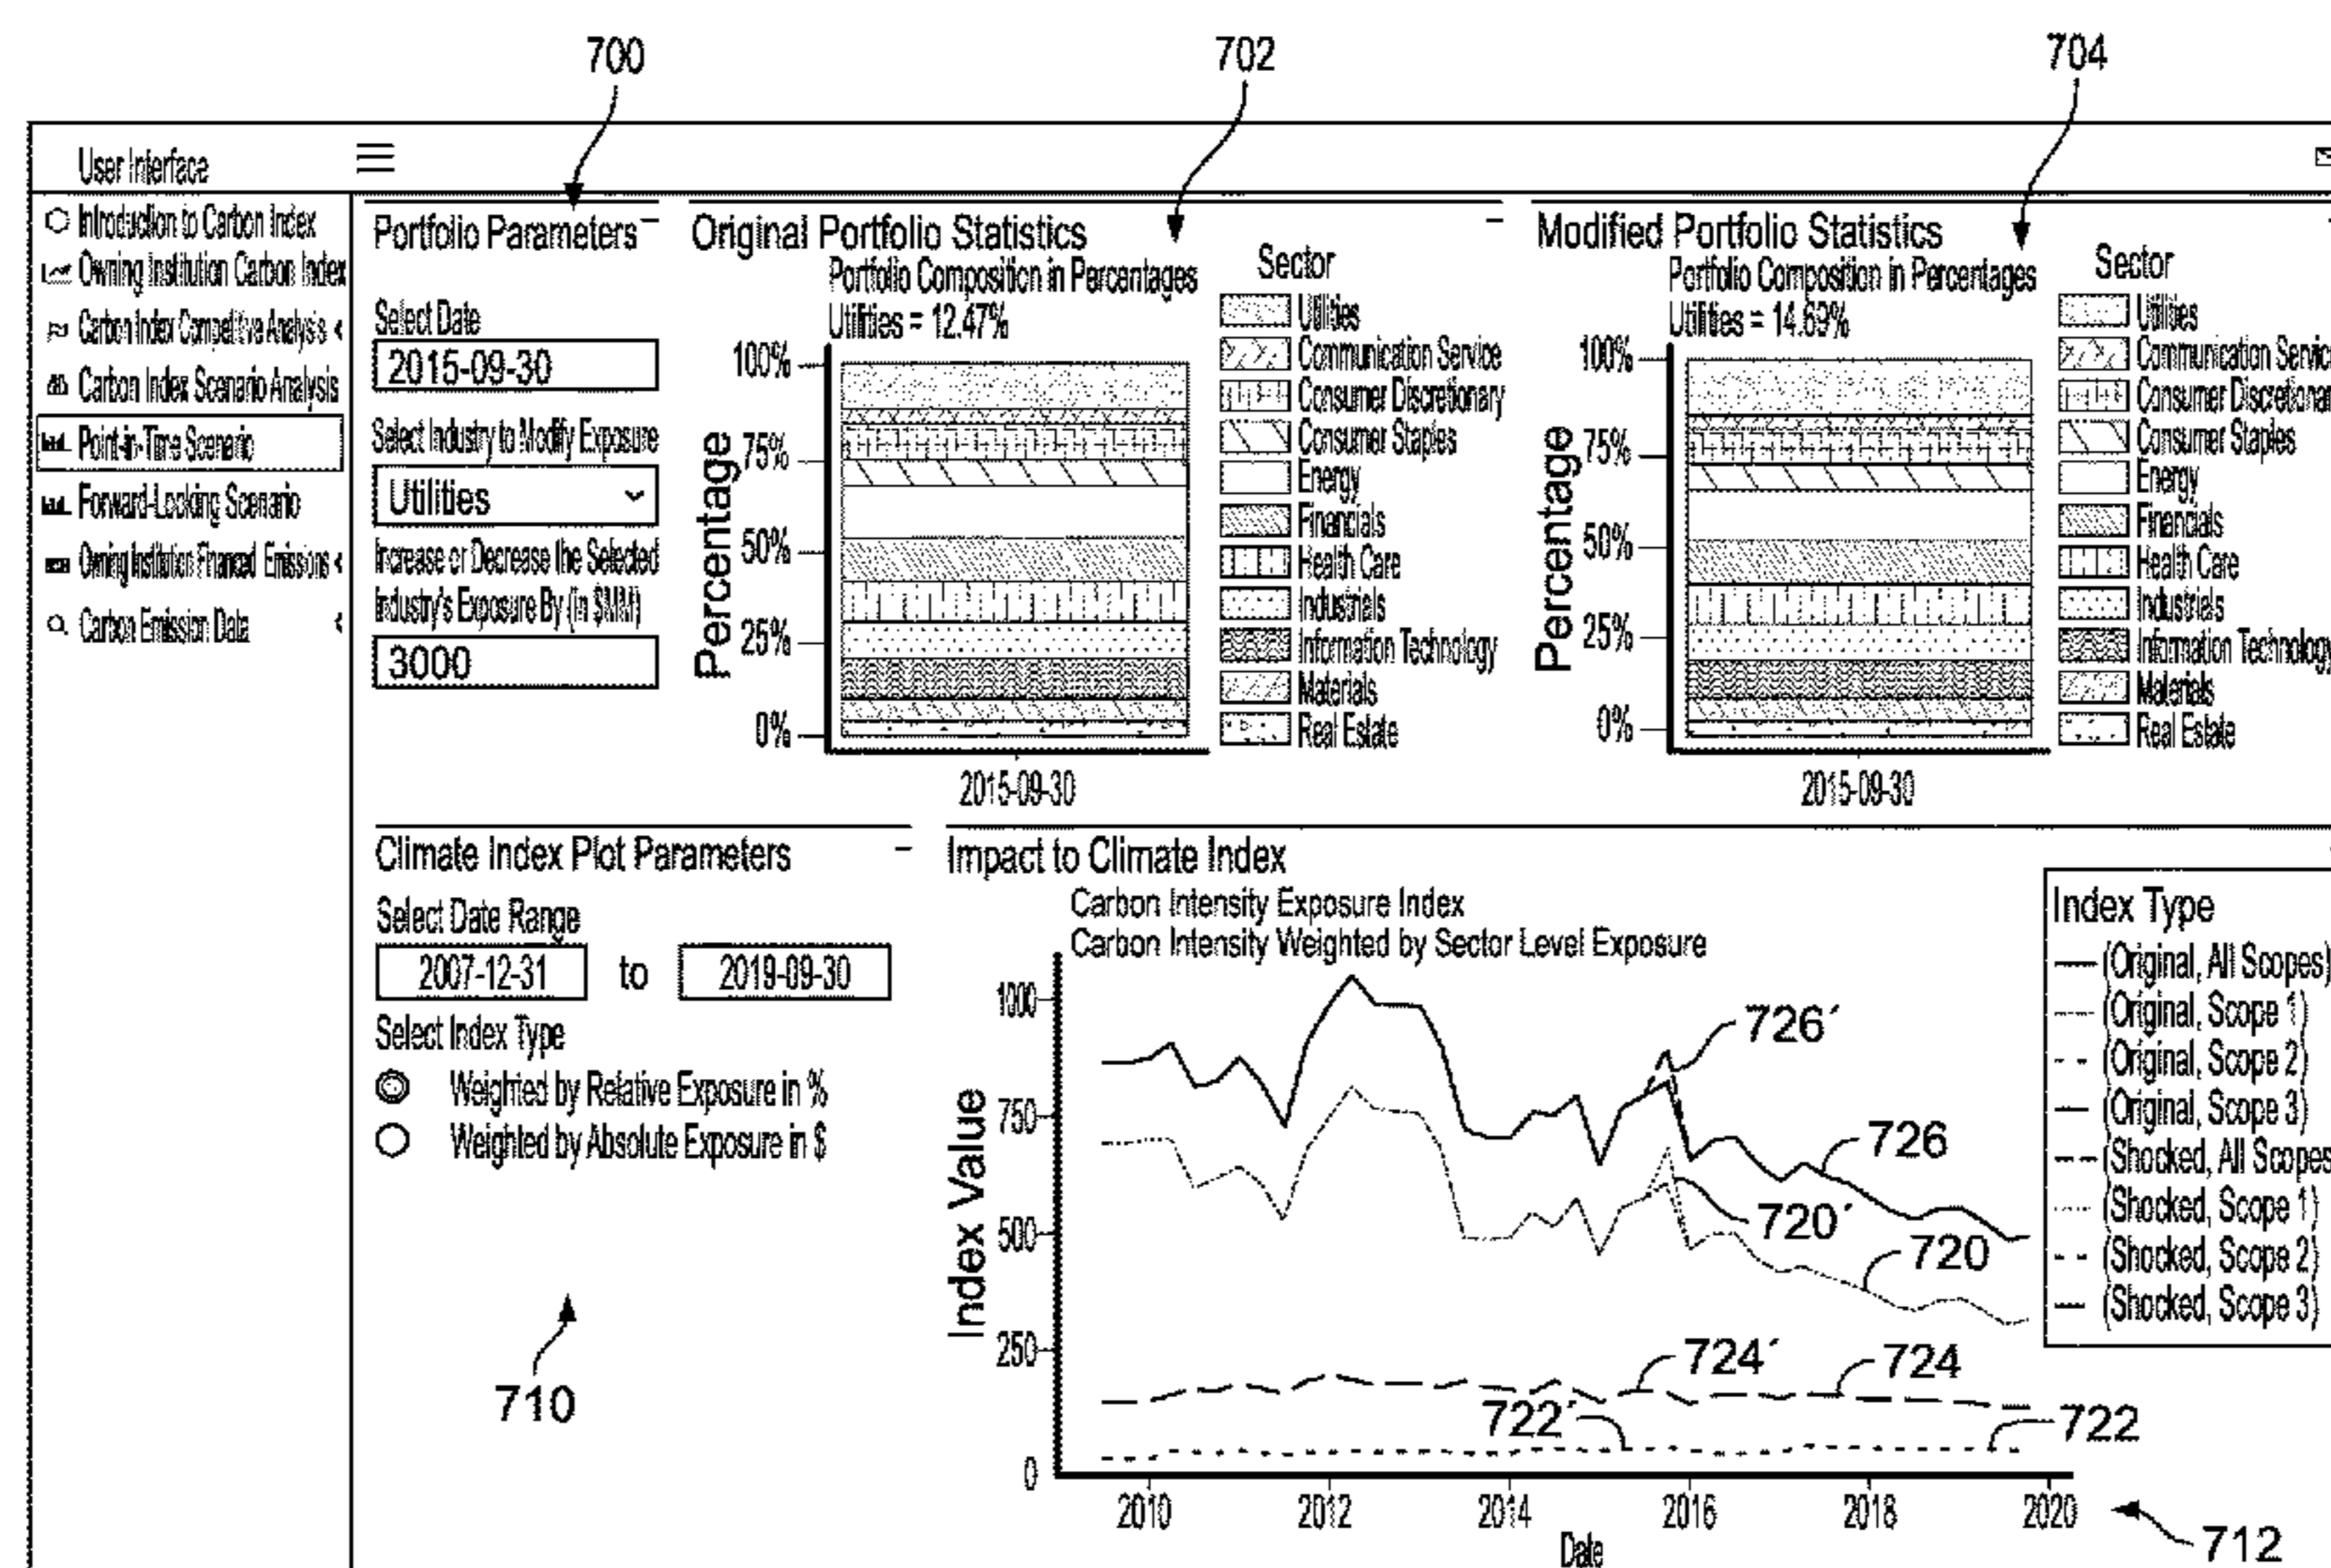 700
702
704
User Interface
Introduction to Carbon Index
Owning Institution Carbon Index
Carbon Index Competitive Analysis
Carbon Index Scenario Analysis
Point-in-Time Scenario
Forward-Looking Scenario
Owning Institution Financed Emissions
Carbon Emission Data
Portfolio Parameters
Select Date
2015-09-30
Select Industry to Modify Exposure
Utilities
Increase or Decrease the Selected
Industry's Exposure By (in $MM)
3000
Original Portfolio Statistics
Portfolio Composition in Percentages
Utilities = 12.47%
Percentage
100%
75%
50%
25%
0%
2015-09-30
Sector
Utilities
Communication Service
Consumer Discretionary
Consumer Staples
Energy
Financials
Health Care
Industrials
Information Technology
Materials
Real Estate
Modified Portfolio Statistics
Portfolio Composition in Percentages
Utilities = 14.69%
Percentage
100%
75%
50%
25%
0%
2015-09-30
Sector
Utilities
Communication Servic
Consumer Discretionar
Consumer Staples
Energy
Financials
Health Care
Industrials
Information Technology
Materials
Real Estate
Climate Index Plot Parameters
Select Date Range
2007-12-31 to 2019-09-30
Select Index Type
Weighted by Relative Exposure in %
Weighted by Absolute Exposure in $
710
Impact to Climate Index
Carbon Intensity Exposure Index
Carbon Intensity Weighted by Sector Level Exposure
Index Value
1000
750
500
250
0
726´
726
720´
720
724´
724
722´
722
2010
2012
2014
2016
2018
2020
Date
712
Index Type
(Original, All Scopes)
(Original, Scope 1)
(Original, Scope 2)
(Original, Scope 3)
(Shocked, All Scopes
(Shocked, Scope 1)
(Shocked, Scope 2)
(Shocked, Scope 3)